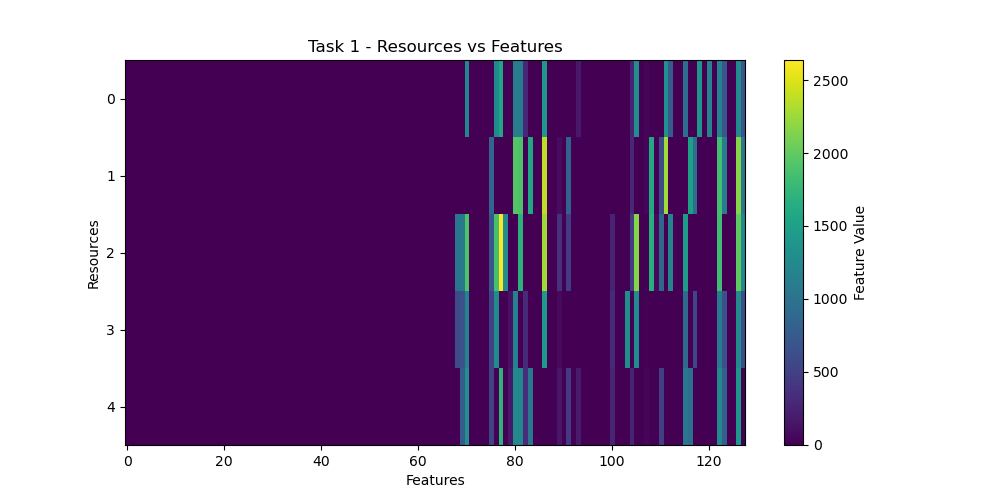 Task 1 - Resources vs Features
Resources
0
1
2
3
4
0 20 40 60 80 100 120
Features
2500
2000
1500
1000
500
0
Feature Value